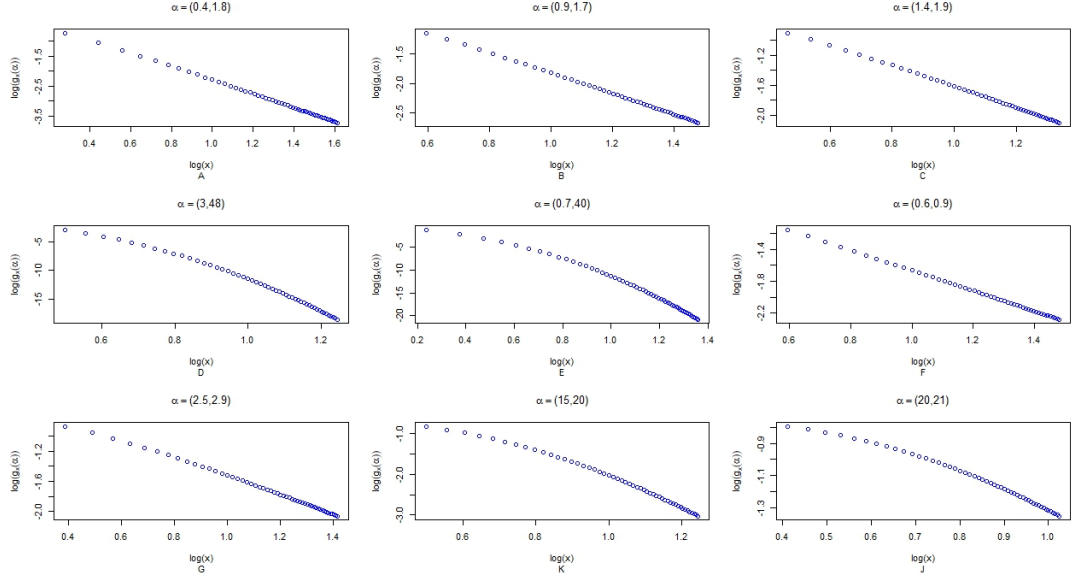 α = (0.4,1.8)
log(gₓ(α))
-1.5
-2.5
-3.5
0.4 0.6 0.8 1.0 1.2 1.4 1.6
log(x)
A
α = (0.9,1.7)
log(gₓ(α))
-1.5
-2.0
-2.5
0.6 0.8 1.0 1.2 1.4
log(x)
B
α = (1.4,1.9)
log(gₓ(α))
-1.2
-1.6
-2.0
0.6 0.8 1.0 1.2
log(x)
C
α = (3,48)
log(gₓ(α))
-5
-10
-15
0.6 0.8 1.0 1.2
log(x)
D
α = (0.7,40)
log(gₓ(α))
-5
-10
-15
-20
0.2 0.4 0.6 0.8 1.0 1.2 1.4
log(x)
E
α = (0.6,0.9)
log(gₓ(α))
-1.4
-1.8
-2.2
0.6 0.8 1.0 1.2 1.4
log(x)
F
α = (2.5,2.9)
log(gₓ(α))
-1.2
-1.6
-2.0
0.4 0.6 0.8 1.0 1.2 1.4
log(x)
G
α = (15,20)
log(gₓ(α))
-1.0
-2.0
-3.0
0.6 0.8 1.0 1.2
log(x)
K
α = (20,21)
log(gₓ(α))
-0.9
-1.1
-1.3
0.4 0.5 0.6 0.7 0.8 0.9 1.0
log(x)
J